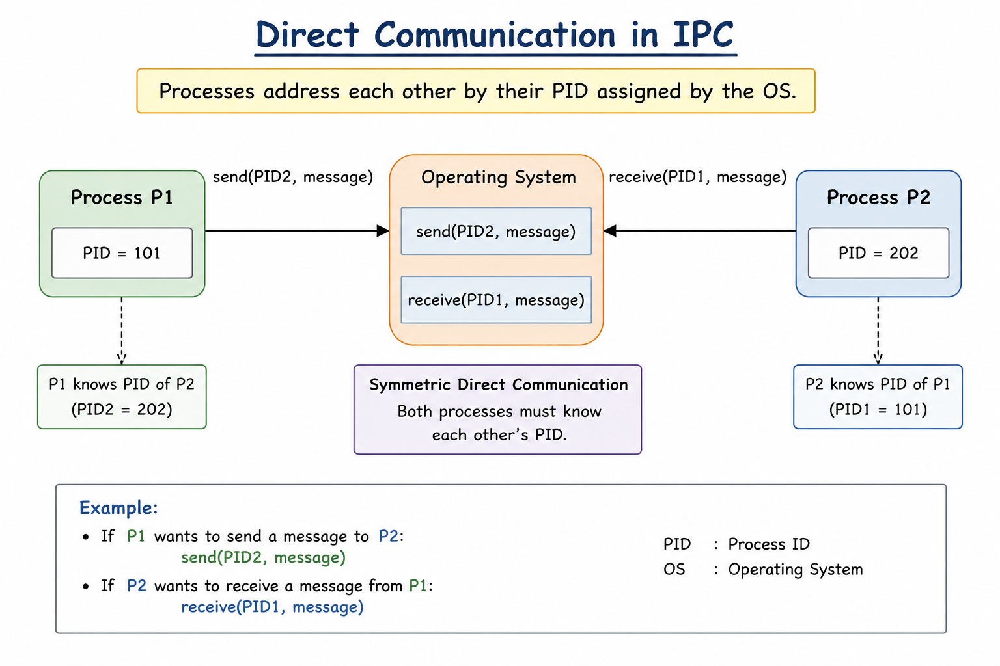 Direct Communication in IPC
Processes address each other by their PID assigned by the OS.
send(PID2, message)
Operating System
receive(PID1, message)
Process P1
PID = 101
send(PID2, message)
receive(PID1, message)
Process P2
PID = 202
P1 knows PID of P2
(PID2 = 202)
Symmetric Direct Communication
Both processes must know
each other's PID.
P2 knows PID of P1
(PID1 = 101)
Example:
• If P1 wants to send a message to P2:
send(PID2, message)
• If P2 wants to receive a message from P1:
receive(PID1, message)
PID : Process ID
OS : Operating System